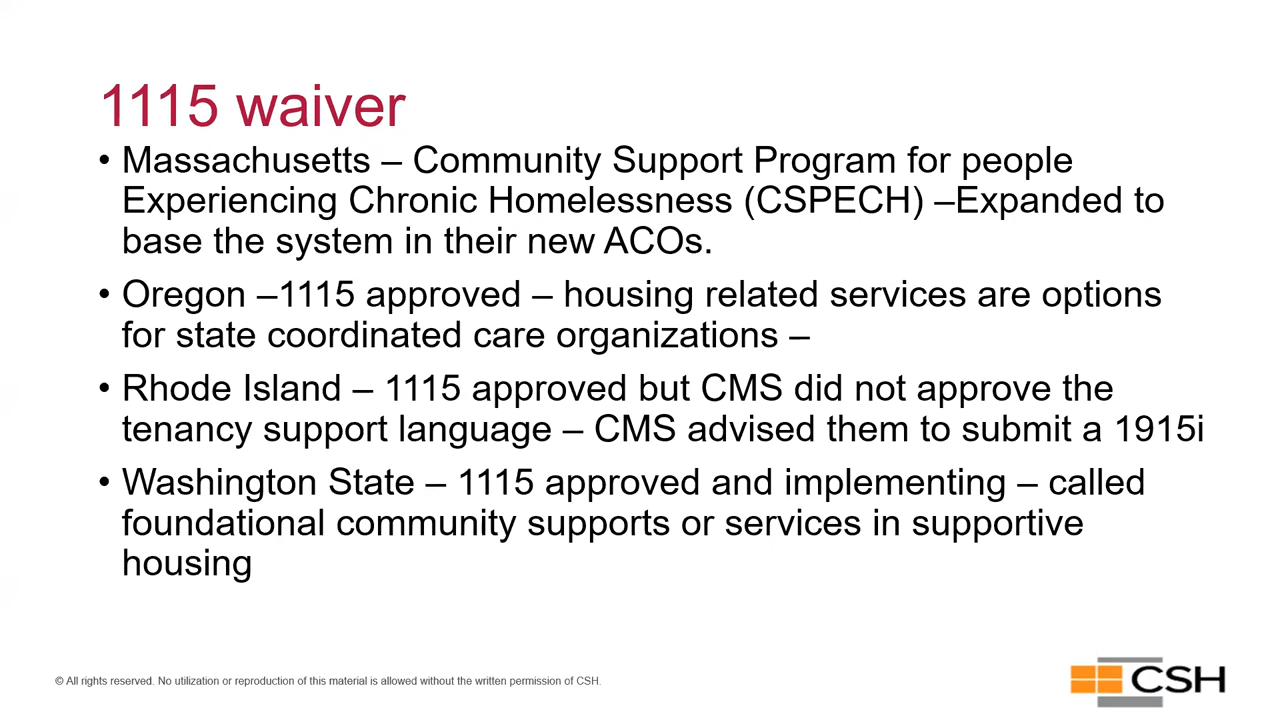 1115 waiver
• Massachusetts – Community Support Program for people
Experiencing Chronic Homelessness (CSPECH) –Expanded to
base the system in their new ACOs.
• Oregon –1115 approved – housing related services are options
for state coordinated care organizations –
• Rhode Island – 1115 approved but CMS did not approve the
tenancy support language – CMS advised them to submit a 1915i
• Washington State – 1115 approved and implementing – called
foundational community supports or services in supportive
housing
© All rights reserved. No utilization or reproduction of this material is allowed without the written permission of CSH.
CSH